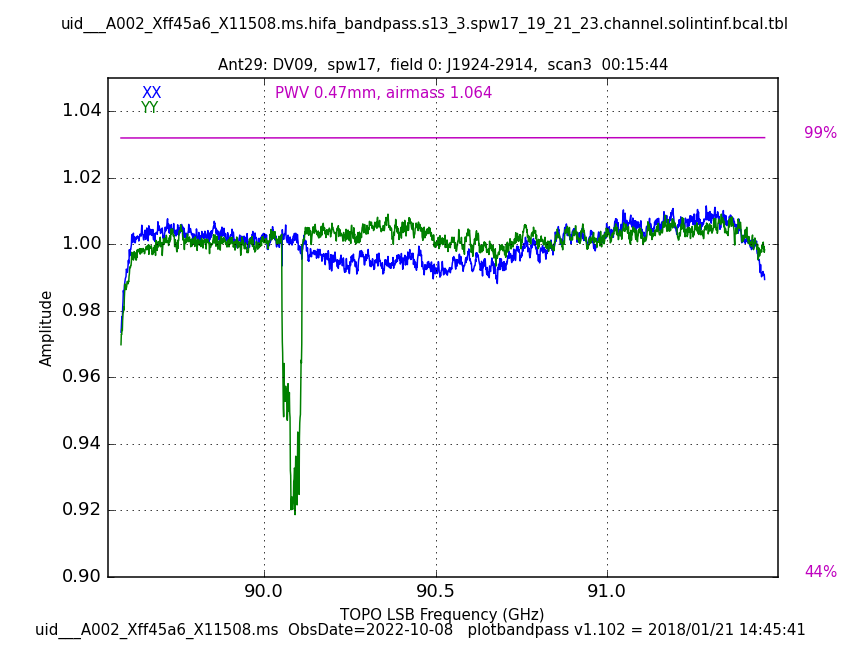 uid___A002_Xff45a6_X11508.ms.hifa_bandpass.s13_3.spw17_19_21_23.channel.solintinf.bcal.tbl
Ant29: DV09,  spw17,  field 0: J1924-2914,  scan3  00:15:44
XX
YY
PWV 0.47mm, airmass 1.064
99%
44%
1.04
1.02
1.00
0.98
0.96
0.94
0.92
0.90
Amplitude
90.0
90.5
91.0
TOPO LSB Frequency (GHz)
uid___A002_Xff45a6_X11508.ms  ObsDate=2022-10-08   plotbandpass v1.102 = 2018/01/21 14:45:41